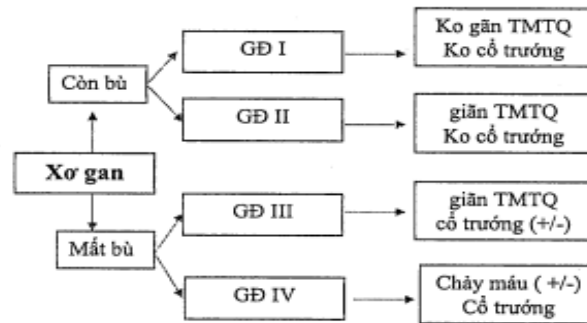 Xơ gan
Còn bù
GĐ I
Ko gãn TMTQ
Ko cổ trướng
GĐ II
giãn TMTQ
Ko cổ trướng
Mất bù
GĐ III
giãn TMTQ
cổ trướng (+/-)
GĐ IV
Chảy máu ( +/-)
Cổ trướng